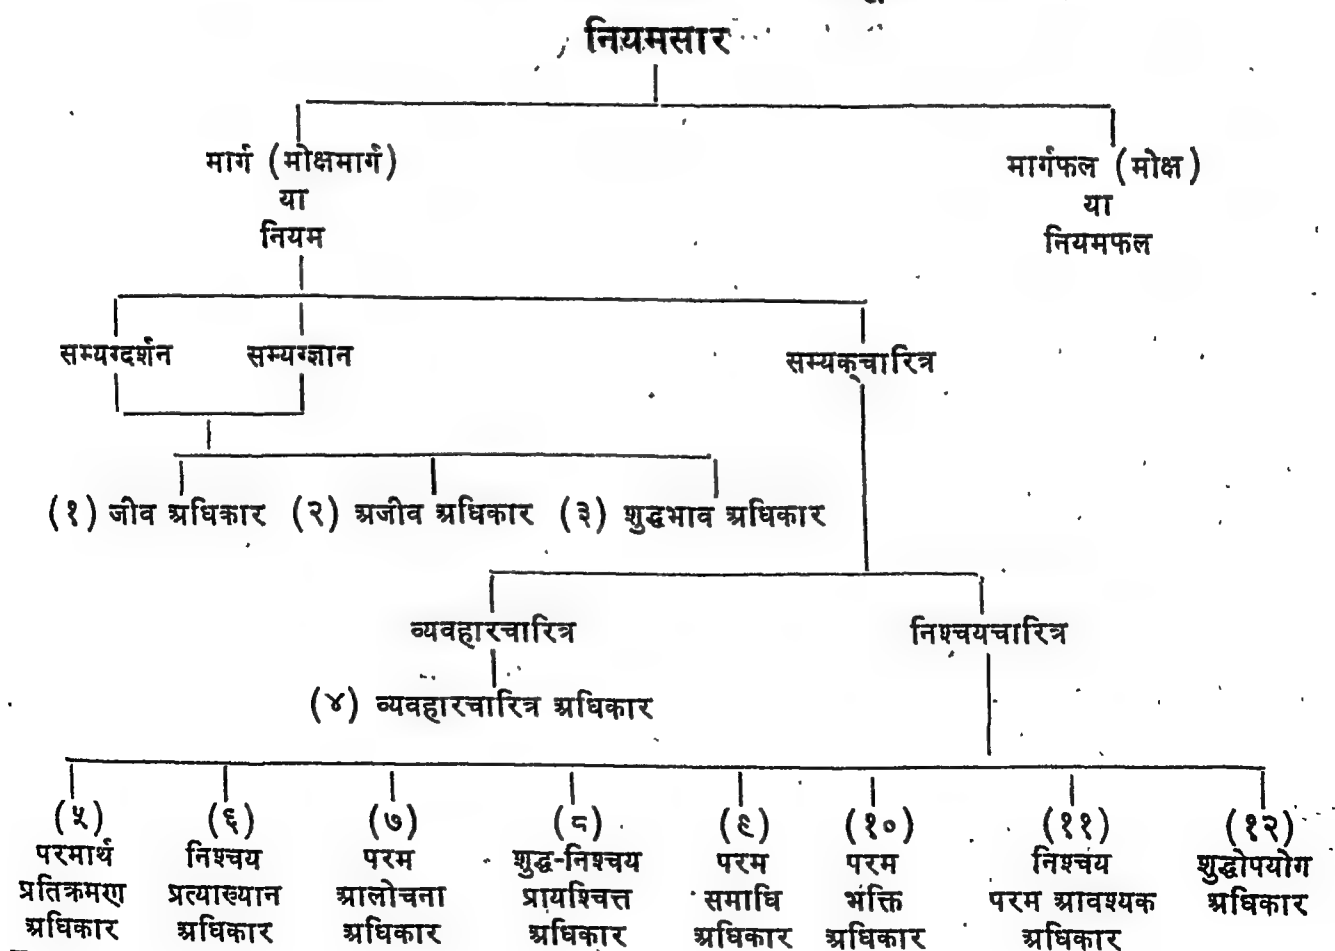 नियमसार
मार्ग (मोक्षमार्ग)
या
नियम
मार्गफल (मोक्ष)
या
नियमफल
सम्यग्दर्शन सम्यग्ज्ञान सम्यक्‌चारित्र
(१) जीव अधिकार (२) अजीव अधिकार (३) शुद्धभाव अधिकार
व्यवहारचारित्र निश्चयचारित्र
(४) व्यवहारचारित्र अधिकार
(५)
परमार्थ
प्रतिक्रमण
अधिकार
(६)
निश्चय
प्रत्याख्यान
अधिकार
(७)
परम
आलोचना
अधिकार
(८)
शुद्ध-निश्चय
प्रायश्चित्त
अधिकार
(९)
परम
समाधि
अधिकार
(१०)
परम
भक्ति
अधिकार
(११)
निश्चय
परम आवश्यक
अधिकार
(१२)
शुद्धोपयोग
अधिकार